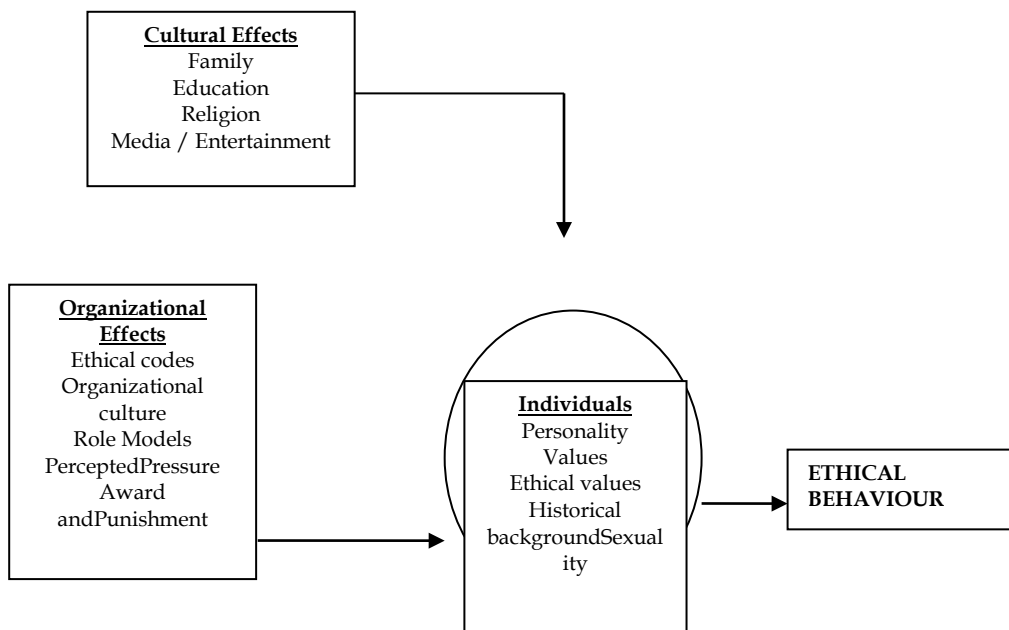 Cultural Effects
Family
Education
Religion
Media / Entertainment
Organizational
Effects
Ethical codes
Organizational
culture
Role Models
PerceptedPressure
Award
andPunishment
Individuals
Personality
Values
Ethical values
Historical
backgroundSexual
ity
ETHICAL
BEHAVIOUR